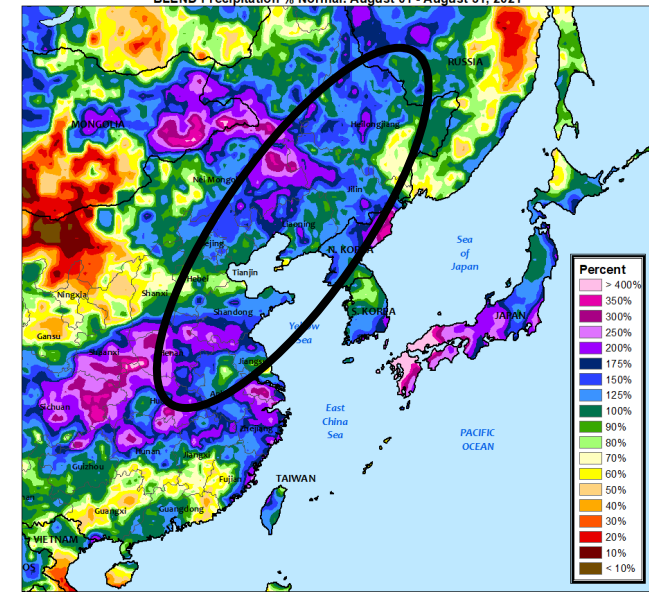 BLEND Precipitation % Normal: August 01 - August 31, 2021
RUSSIA
MONGOLIA
Heilongjiang
Nei Mongol
Jilin
Liaoning
Sea
of
Japan
N. KOREA
Tianjin
Hebei
Ningxia
Shanxi
Shandong
S. KOREA
JAPAN
Yellow
Sea
Gansu
Shaanxi
Henan
Jiangsu
Sichuan
East
China
Sea
Zhejiang
PACIFIC
OCEAN
Hunan
Jiangxi
Guizhou
Fujian
TAIWAN
Guangxi
Guangdong
VIETNAM
OS
Percent
> 400%
350%
300%
250%
200%
175%
150%
125%
100%
90%
80%
70%
60%
50%
40%
30%
20%
10%
< 10%